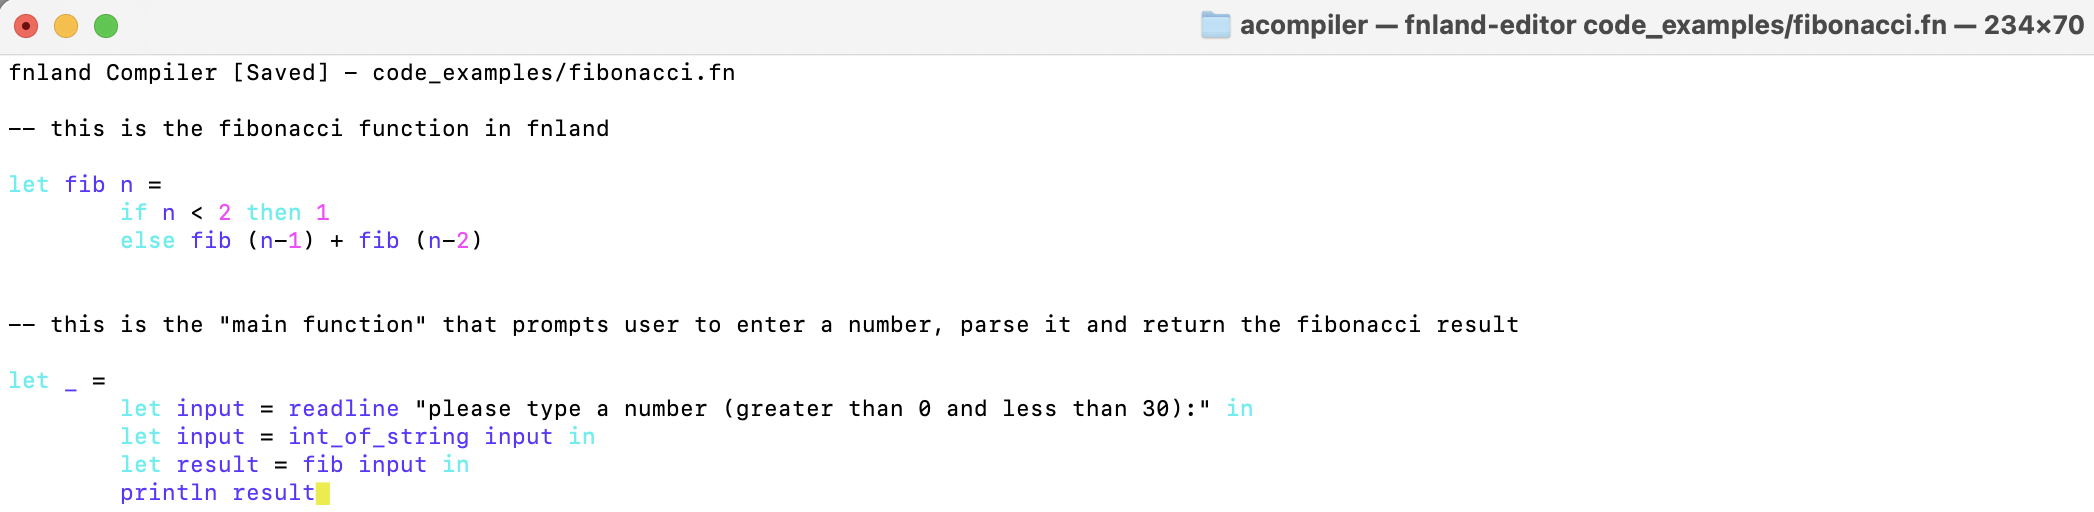 acompiler — fnland-editor code_examples/fibonacci.fn — 234×70
fnland Compiler [Saved] - code_examples/fibonacci.fn
-- this is the fibonacci function in fnland
let fib n =
        if n < 2 then 1
        else fib (n-1) + fib (n-2)
-- this is the "main function" that prompts user to enter a number, parse it and return the fibonacci result
let _ =
        let input = readline "please type a number (greater than 0 and less than 30):" in
        let input = int_of_string input in
        let result = fib input in
        println result